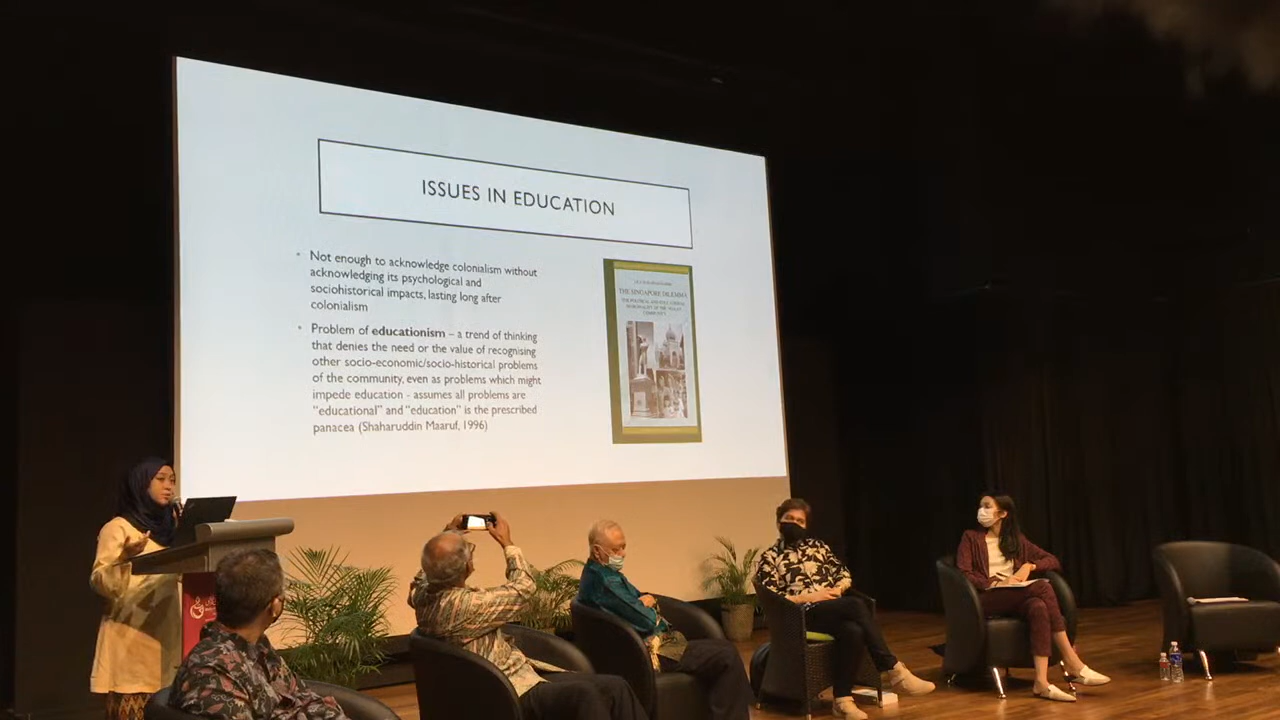 ISSUES IN EDUCATION
• Not enough to acknowledge colonialism without
acknowledging its psychological and
sociohistorical impacts, lasting long after
colonialism
• Problem of educationism – a trend of thinking
that denies the need or the value of recognising
other socio-economic/socio-historical problems
of the community, even as problems which might
impede education - assumes all problems are
“educational” and “education” is the prescribed
panacea (Shaharuddin Maaruf, 1996)
THE SINGAPORE DILEMMA